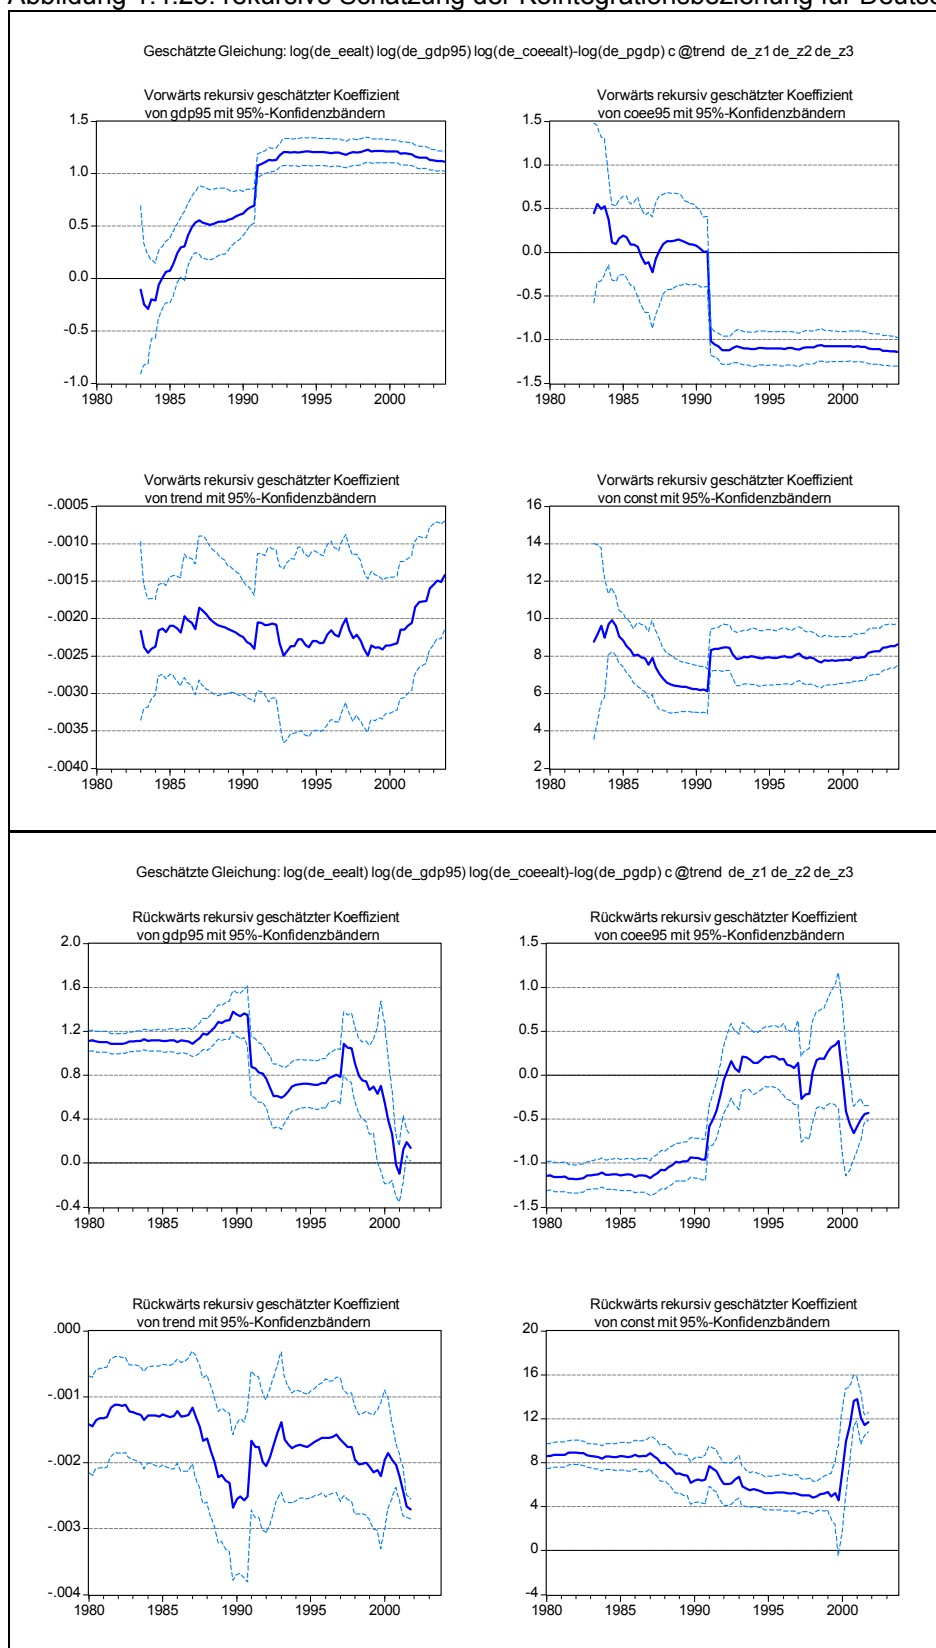 Abbildung 1.4.23: rekursive Schätzung der Kointegrationsbeziehung für Deutsc
Geschätzte Gleichung: log(de_eealt) log(de_gdp95) log(de_coeealt)-log(de_pgdp) c @trend de_z1 de_z2 de_z3
Vorwärts rekursiv geschätzter Koeffizient
von gdp95 mit 95%-Konfidenzbändern
1.5
1.0
0.5
0.0
-0.5
-1.0
1980 1985 1990 1995 2000
Vorwärts rekursiv geschätzter Koeffizient
von coee95 mit 95%-Konfidenzbändern
1.5
1.0
0.5
0.0
-0.5
-1.0
-1.5
1980 1985 1990 1995 2000
Vorwärts rekursiv geschätzter Koeffizient
von trend mit 95%-Konfidenzbändern
-.0005
-.0010
-.0015
-.0020
-.0025
-.0030
-.0035
-.0040
1980 1985 1990 1995 2000
Vorwärts rekursiv geschätzter Koeffizient
von const mit 95%-Konfidenzbändern
16
14
12
10
8
6
4
2
1980 1985 1990 1995 2000
Geschätzte Gleichung: log(de_eealt) log(de_gdp95) log(de_coeealt)-log(de_pgdp) c @trend de_z1 de_z2 de_z3
Rückwärts rekursiv geschätzter Koeffizient
von gdp95 mit 95%-Konfidenzbändern
2.0
1.6
1.2
0.8
0.4
0.0
-0.4
1980 1985 1990 1995 2000
Rückwärts rekursiv geschätzter Koeffizient
von coee95 mit 95%-Konfidenzbändern
1.5
1.0
0.5
0.0
-0.5
-1.0
-1.5
1980 1985 1990 1995 2000
Rückwärts rekursiv geschätzter Koeffizient
von trend mit 95%-Konfidenzbändern
.000
-.001
-.002
-.003
-.004
1980 1985 1990 1995 2000
Rückwärts rekursiv geschätzter Koeffizient
von const mit 95%-Konfidenzbändern
20
16
12
8
4
0
-4
1980 1985 1990 1995 2000